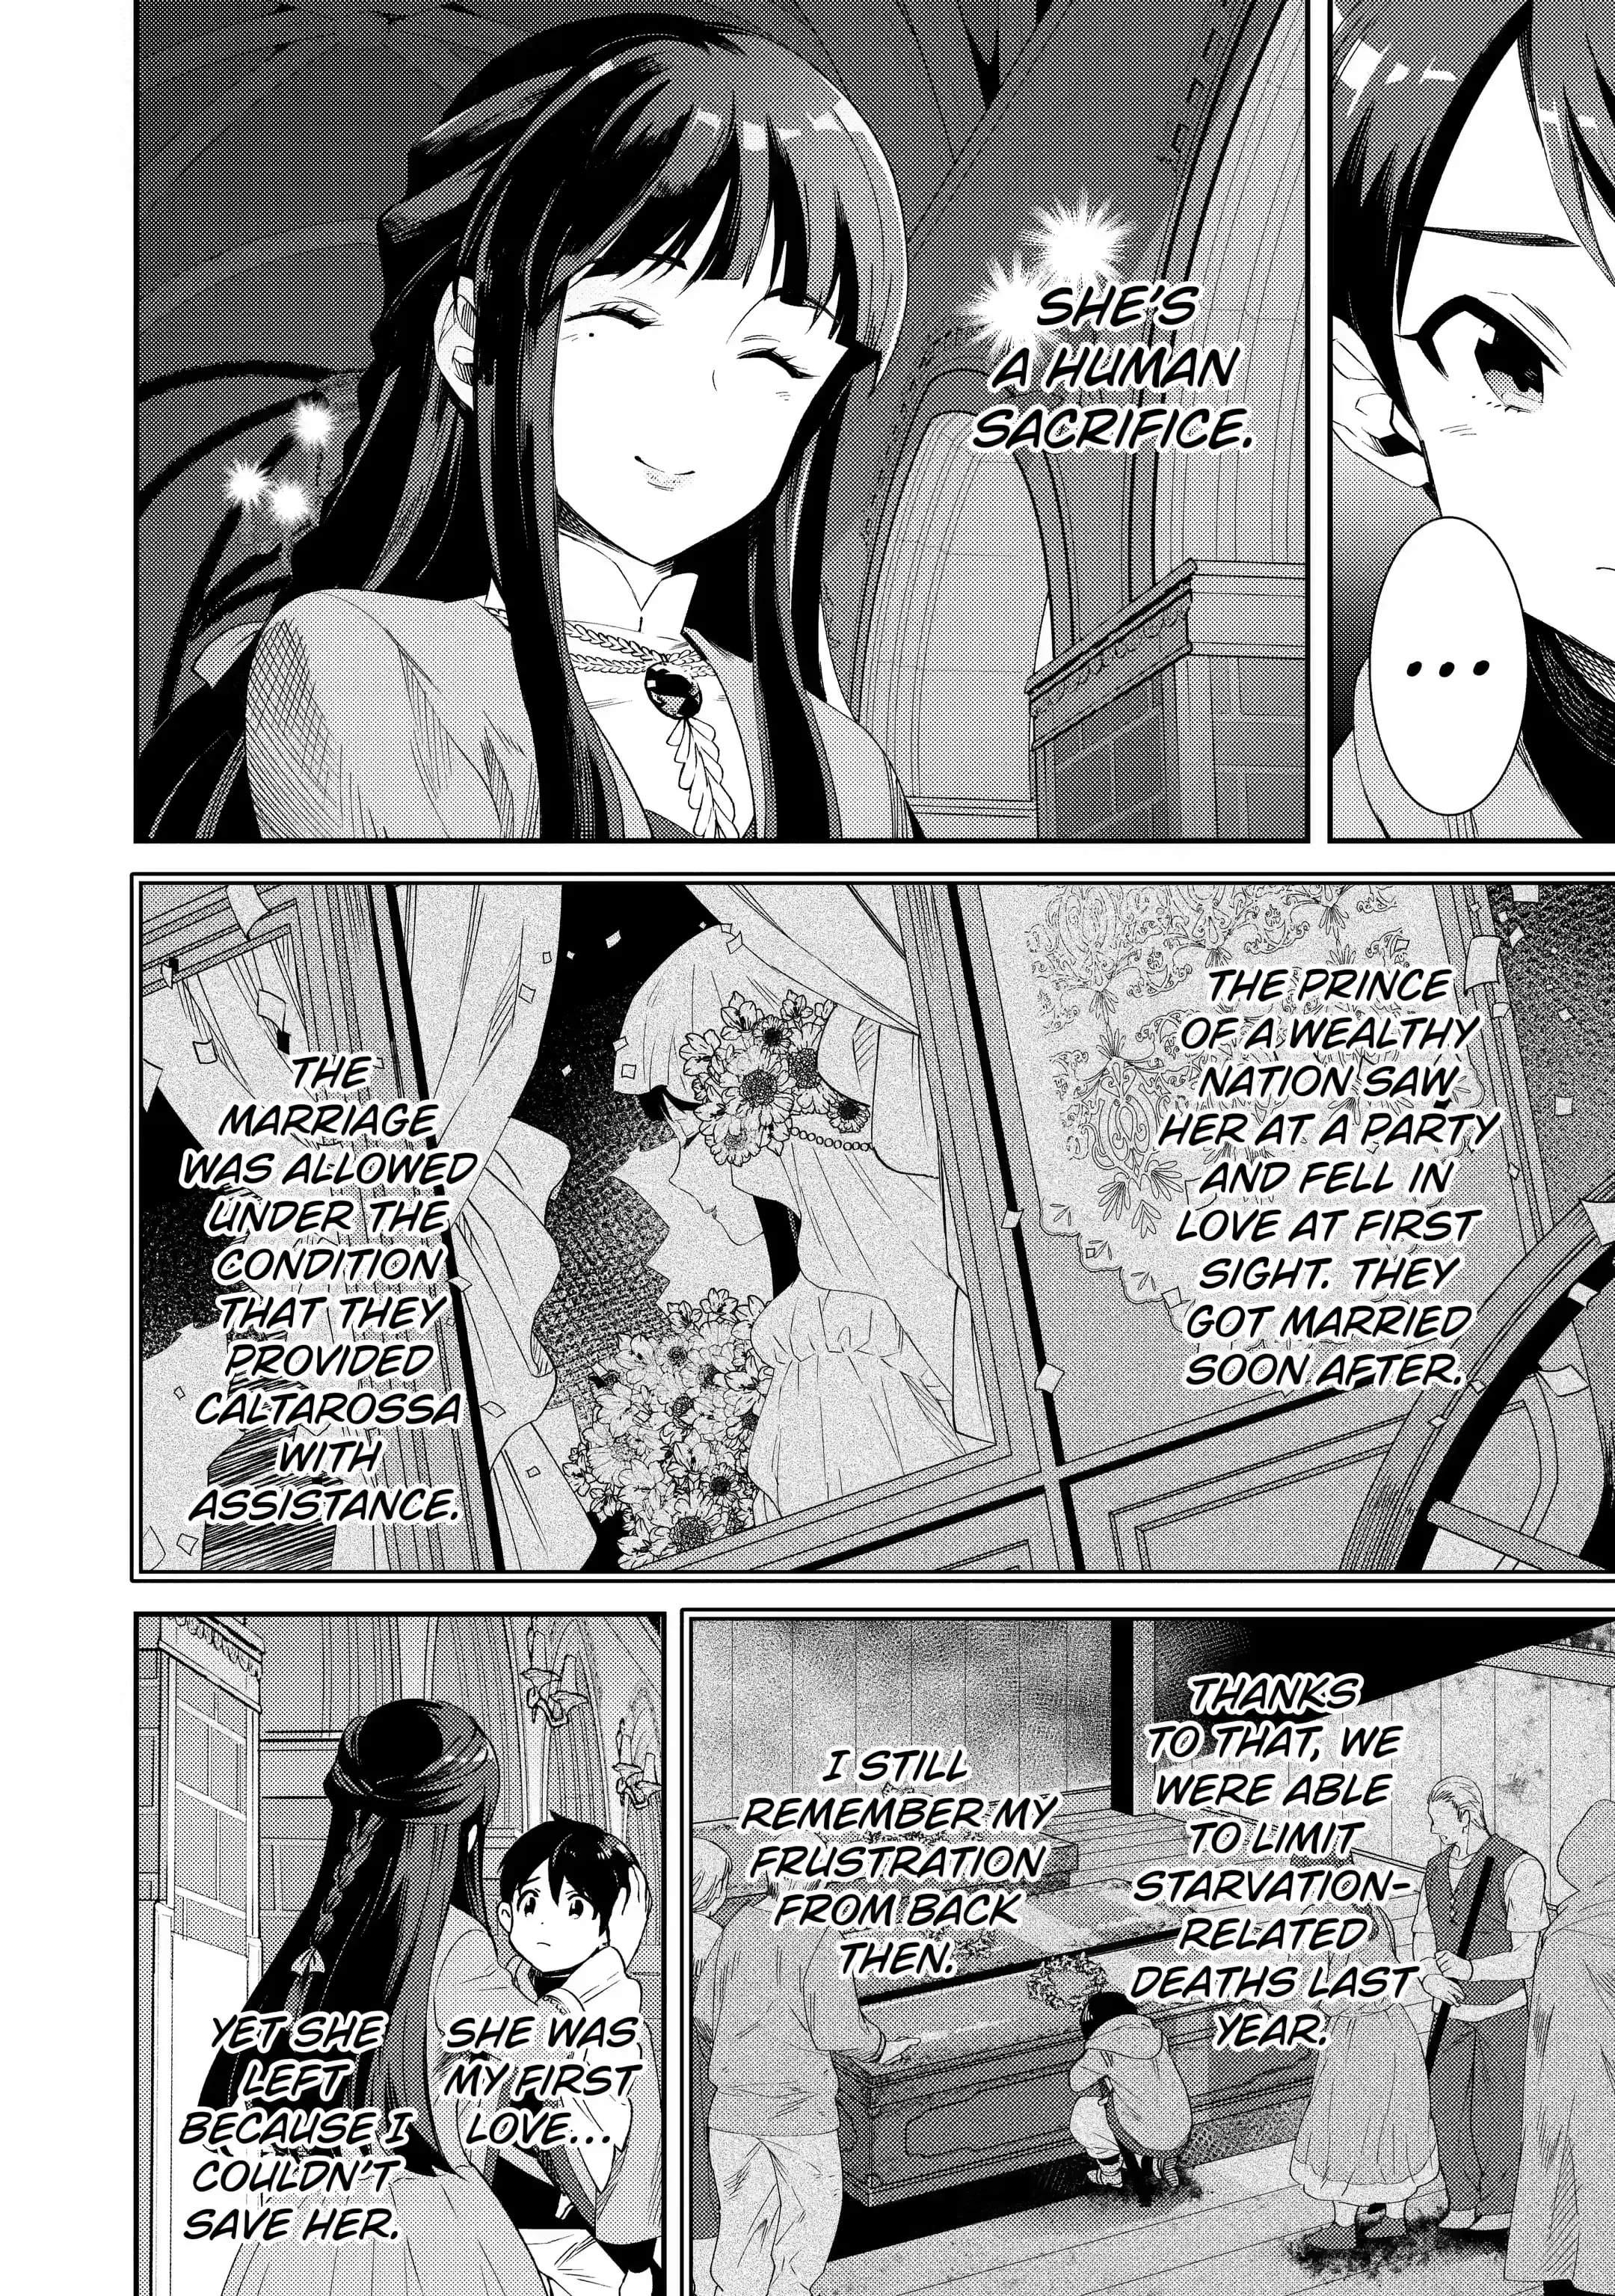 ...
SHE'S
A HUMAN
SACRIFICE.
THE PRINCE
OF A WEALTHY
NATION SAW
HER AT A PARTY
AND FELL IN
LOVE AT FIRST
SIGHT. THEY
GOT MARRIED
SOON AFTER.
THE
MARRIAGE
WAS ALLOWED
UNDER THE
CONDITION
THAT THEY
PROVIDED
CALTAROSSA
WITH
ASSISTANCE.
THANKS
TO THAT, WE
WERE ABLE
TO LIMIT
STARVATION-
RELATED
DEATHS LAST
YEAR.
I STILL
REMEMBER MY
FRUSTRATION
FROM BACK
THEN.
SHE WAS
MY FIRST
LOVE...
YET SHE
LEFT
BECAUSE I
COULDN'T
SAVE HER.